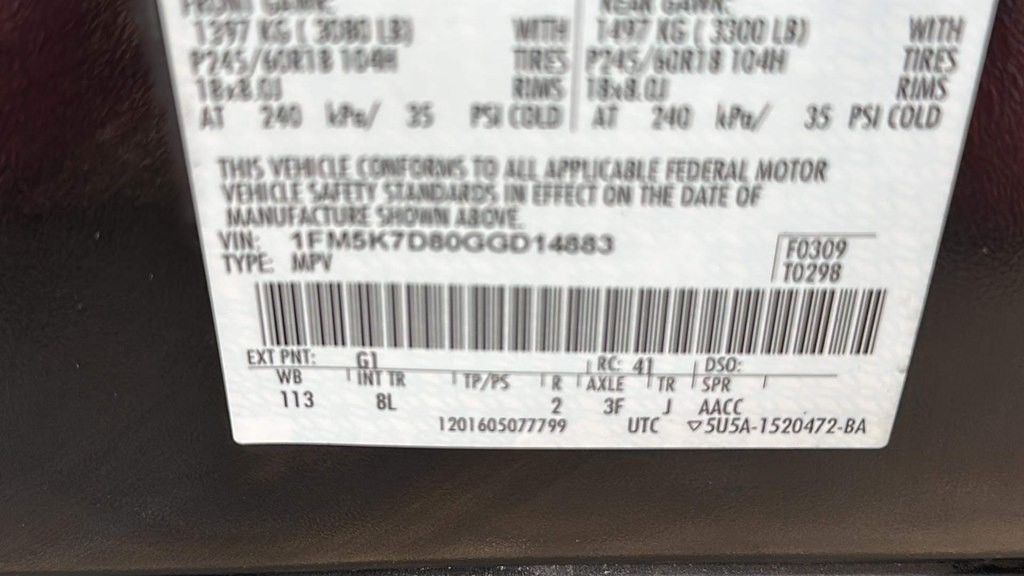 FRONT GAWR: REAR GAWR:
1397 KG ( 3080 LB) WITH 1497 KG ( 3300 LB) WITH
P245/60R18 104H TIRES P245/60R18 104H TIRES
18x8.0J RIMS 18x8.0J RIMS
AT 240 kPa/ 35 PSI COLD AT 240 kPa/ 35 PSI COLD
THIS VEHICLE CONFORMS TO ALL APPLICABLE FEDERAL MOTOR
VEHICLE SAFETY STANDARDS IN EFFECT ON THE DATE OF
MANUFACTURE SHOWN ABOVE.
VIN: 1FM5K7D80GGD14883
TYPE: MPV
F0309
T0298
EXT PNT: G1 RC: 41 DSO:
WB INT TR TP/PS R AXLE TR SPR
113 8L 2 3F J AACC
1201605077799 UTC ▽5U5A-1520472-BA